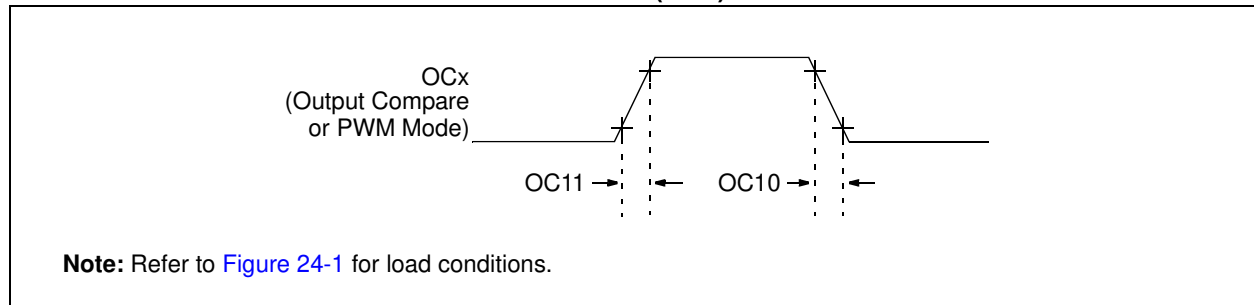 OCx
(Output Compare
or PWM Mode)
OC11
OC10
Note: Refer to Figure 24-1 for load conditions.